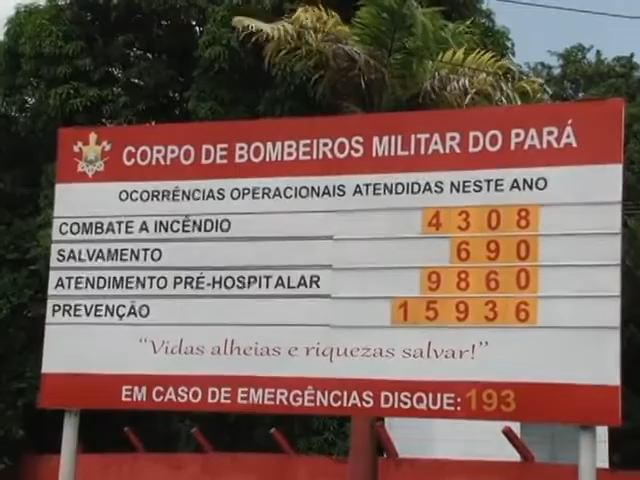 CORPO DE BOMBEIROS MILITAR DO PARÁ
OCORRÊNCIAS OPERACIONAIS ATENDIDAS NESTE ANO
COMBATE A INCÊNDIO 4308
SALVAMENTO 690
ATENDIMENTO PRÉ-HOSPITALAR 9860
PREVENÇÃO 15936
"Vidas alheias e riquezas salvar!"
EM CASO DE EMERGÊNCIAS DISQUE: 193